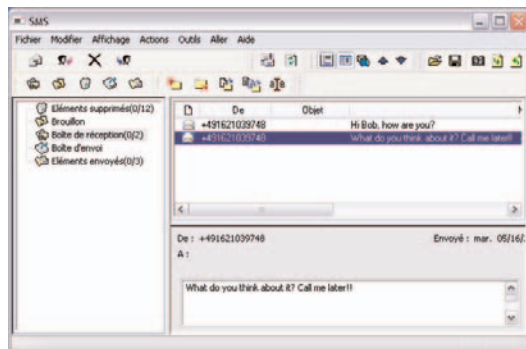 SMS
Fichier Modifier Affichage Actions Outils Aller Aide
Eléments supprimés(0/12)
Brouillon
Boîte de réception(0/2)
Boîte d'envoi
Eléments envoyés(0/3)
De Objet
+491621039748 Hi Bob, how are you?
+491621039748 What do you think about it? Call me later!!
De : +491621039748 Envoyé : mar. 05/16/
A :
What do you think about it? Call me later!!